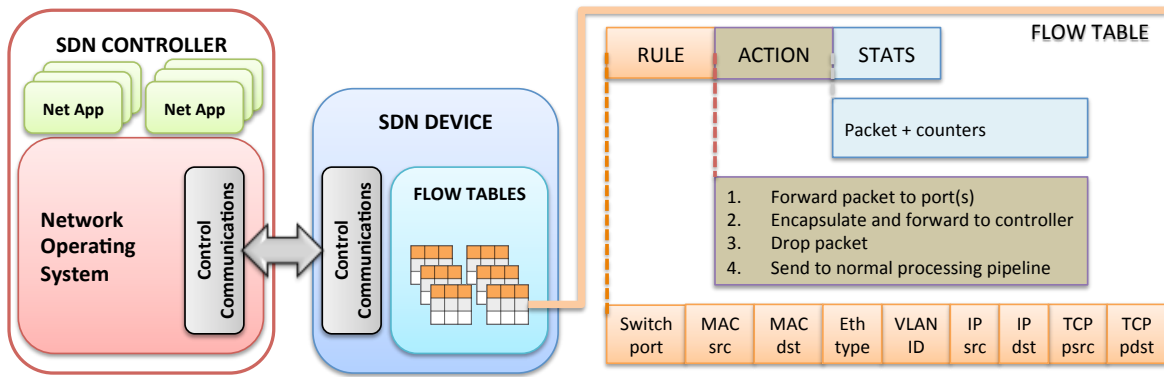 SDN CONTROLLER
Net App
Net App
Network
Operating
System
Control
Communications
SDN DEVICE
Control
Communications
FLOW TABLES
FLOW TABLE
RULE
ACTION
STATS
Packet + counters
1. Forward packet to port(s)
2. Encapsulate and forward to controller
3. Drop packet
4. Send to normal processing pipeline
Switch
port
MAC
src
MAC
dst
Eth
type
VLAN
ID
IP
src
IP
dst
TCP
psrc
TCP
pdst